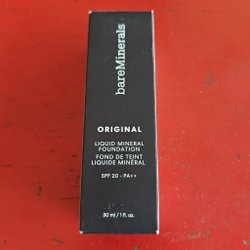 bareMinerals®
ORIGINAL
LIQUID MINERAL
FOUNDATION
FOND DE TEINT
LIQUIDE MINÉRAL
SPF 20 - PA++
30 ml / 1 fl. oz.